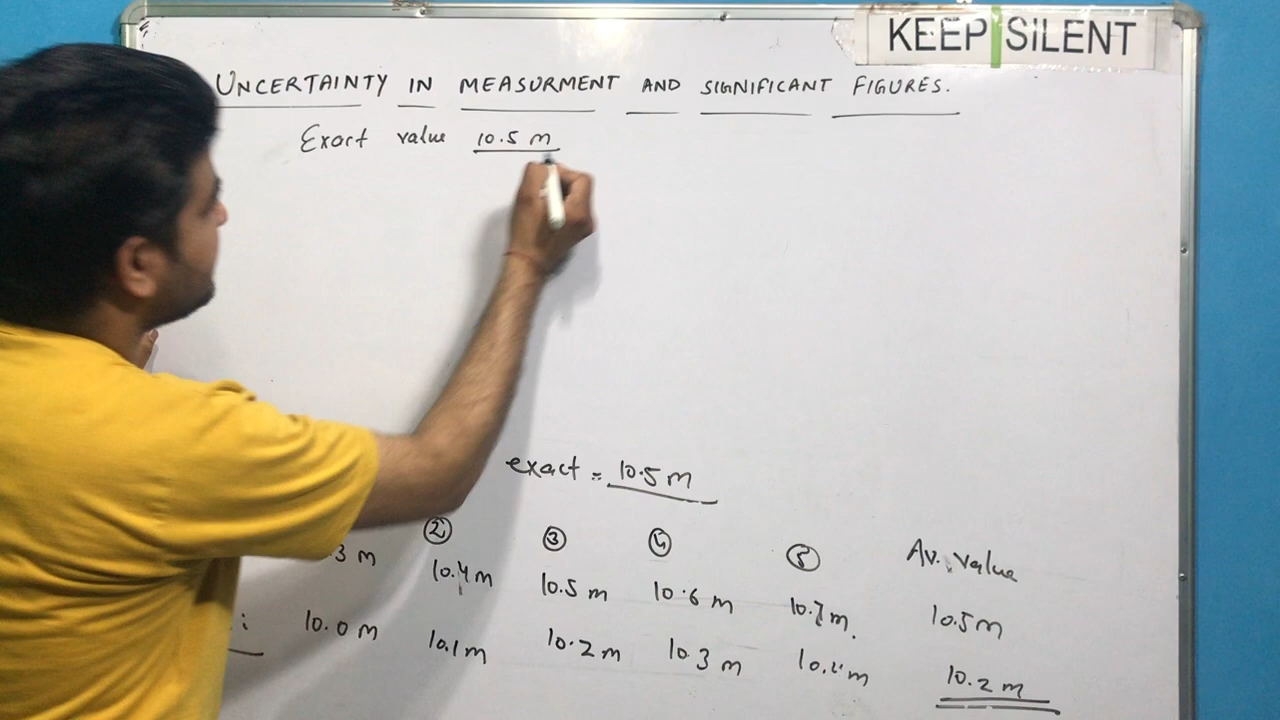 KEEP SILENT
UNCERTAINTY IN MEASURMENT AND SIGNIFICANT FIGURES.
Exact value 10.5 m
exact = 10.5 m
② ③ ④ ⑤ Av. value
3 m 10.4 m 10.5 m 10.6 m 10.7 m. 10.5 m
: 10.0 m 10.1 m 10.2 m 10.3 m 10.4 m 10.2 m